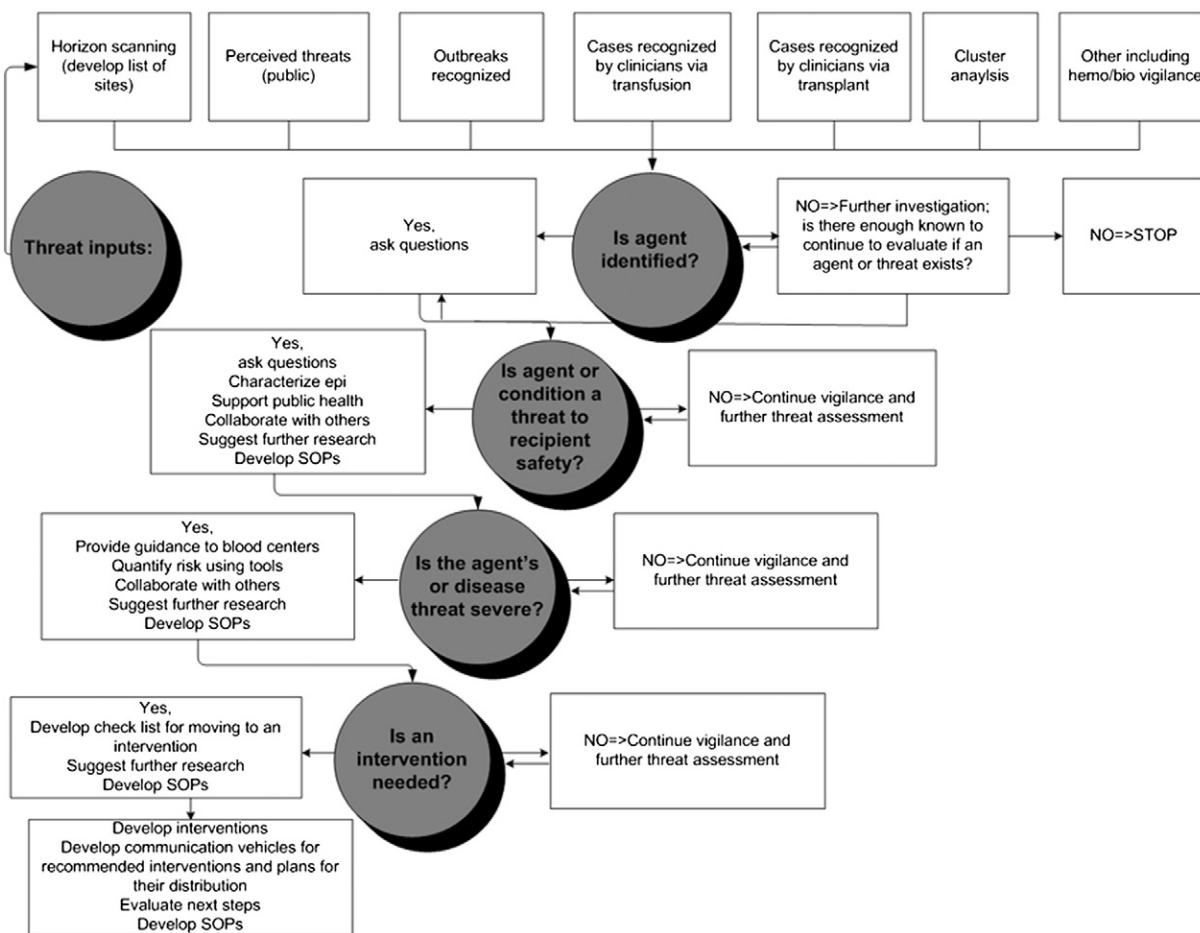 Horizon scanning
(develop list of
sites)
Perceived threats
(public)
Outbreaks
recognized
Cases recognized
by clinicians via
transfusion
Cases recognized
by clinicians via
transplant
Cluster
anaylsis
Other including
hemo/bio vigilance
Threat inputs:
Yes,
ask questions
Is agent
identified?
NO=>Further investigation;
is there enough known to
continue to evaluate if an
agent or threat exists?
NO=>STOP
Yes,
ask questions
Characterize epi
Support public health
Collaborate with others
Suggest further research
Develop SOPs
Is agent or
condition a
threat to
recipient
safety?
NO=>Continue vigilance and
further threat assessment
Yes,
Provide guidance to blood centers
Quantify risk using tools
Collaborate with others
Suggest further research
Develop SOPs
Is the agent’s
or disease
threat severe?
NO=>Continue vigilance and
further threat assessment
Yes,
Develop check list for moving to an
intervention
Suggest further research
Develop SOPs
Is an
intervention
needed?
NO=>Continue vigilance and
further threat assessment
Develop interventions
Develop communication vehicles for
recommended interventions and plans for
their distribution
Evaluate next steps
Develop SOPs